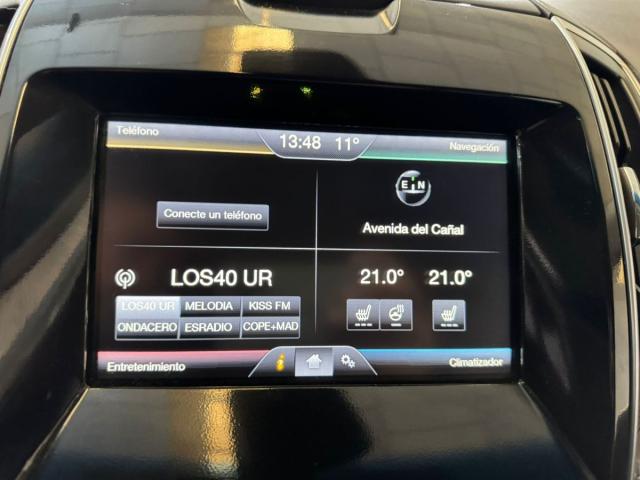 Teléfono
13:48 11°
Navegación
E N
Conecte un teléfono
Avenida del Cañal
LOS40 UR
21.0° 21.0°
LOS40 UR MELODIA KISS FM
ONDACERO ESRADIO COPE+MAD
Entretenimiento
i
Climatizador